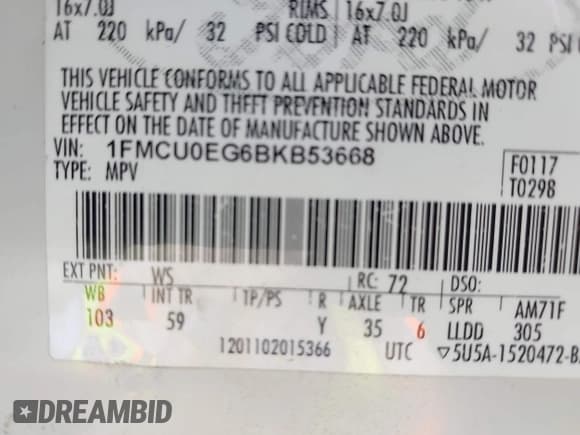 16x7.0J RIMS 16x7.0J
AT 220 kPa/ 32 PSI COLD AT 220 kPa/ 32 PSI
THIS VEHICLE CONFORMS TO ALL APPLICABLE FEDERAL MOTOR
VEHICLE SAFETY AND THEFT PREVENTION STANDARDS IN
EFFECT ON THE DATE OF MANUFACTURE SHOWN ABOVE.
VIN: 1FMCU0EG6BKB53668 F0117
TYPE: MPV T0298
EXT PNT: WS RC: 72 DSO:
WB INT TR TP/PS R AXLE TR SPR AM71F
103 59 Y 35 6 LLDD 305
1201102015366 UTC ▽5U5A-1520472-B
DREAMBID